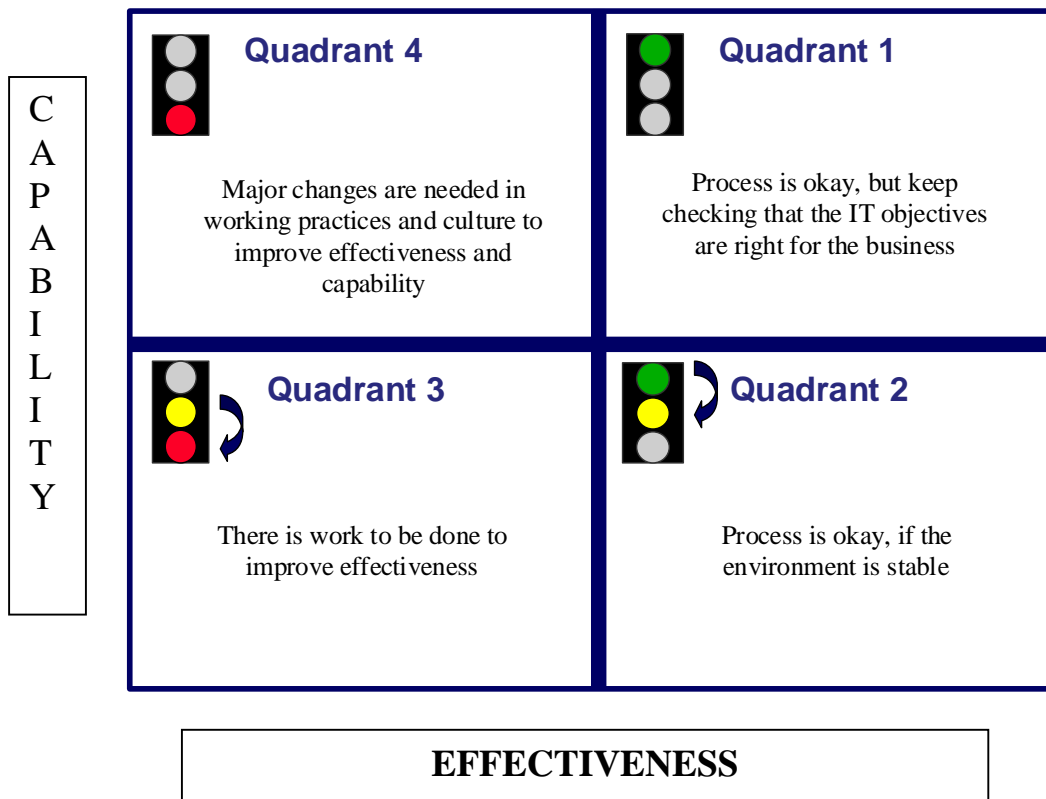 CAPABILITY
Quadrant 4
Major changes are needed in
working practices and culture to
improve effectiveness and
capability
Quadrant 1
Process is okay, but keep
checking that the IT objectives
are right for the business
Quadrant 3
There is work to be done to
improve effectiveness
Quadrant 2
Process is okay, if the
environment is stable
EFFECTIVENESS